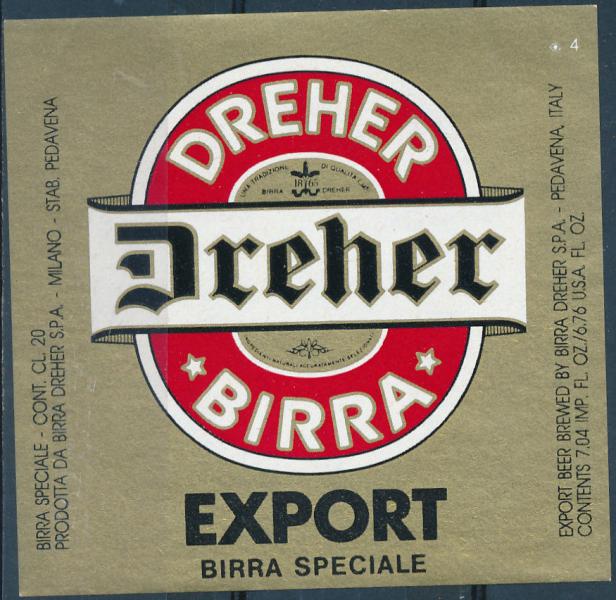 4
DREHER
UNA TRADIZIONE DI QUALITÀ
1876
BIRRA DREHER
Dreher
INGREDIENTI NATURALI ACCURATAMENTE SELEZIONATI
BIRRA
EXPORT
BIRRA SPECIALE
BIRRA SPECIALE - CONT. CL. 20
PRODOTTA DA BIRRA DREHER S.P.A. - MILANO - STAB. PEDAVENA
EXPORT BEER BREWED BY BIRRA DREHER S.P.A. - PEDAVENA, ITALY
CONTENTS 7.04 IMP. FL. OZ./6.76 U.S.A. FL. OZ.